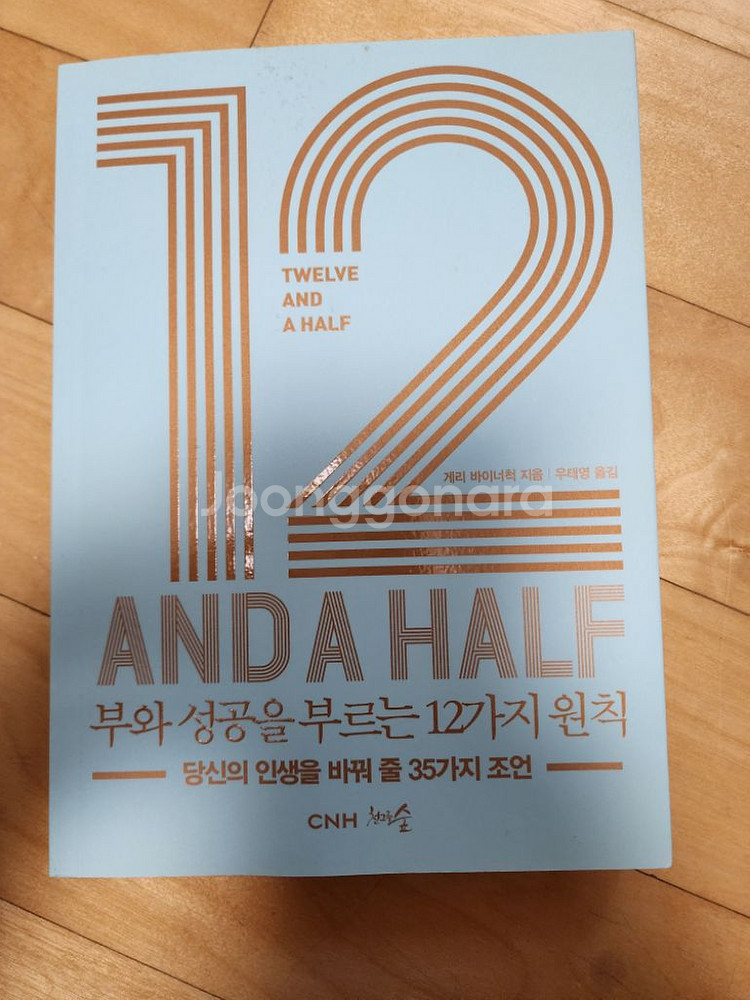 12
TWELVE
AND
A HALF
게리 바이너척 지음 | 우태영 옮김
Joonggonara
AND A HALF
부와 성공을 부르는 12가지 원칙
당신의 인생을 바꿔 줄 35가지 조언
CNH 청그루숲